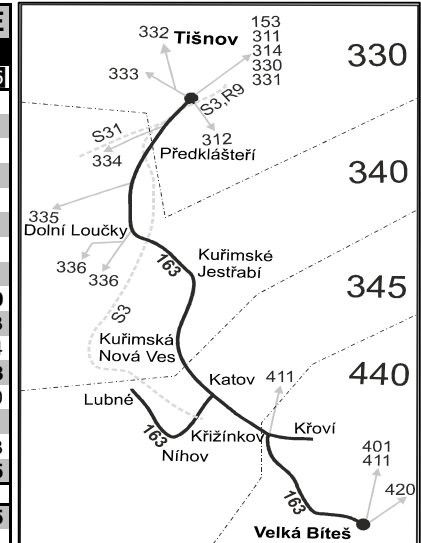 153
332
Tišnov
311
314
330
330
333
331
S3,R9
S31
312
334
Předklášteří
340
335
Dolní Loučky
Kuřimské
336
163
Jestřabí
336
345
S3
Kuřimská
Nová Ves
Katov
411
440
Lubné
Křoví
163
Křižínkov
401
Níhov
411
420
163
Velká Bíteš